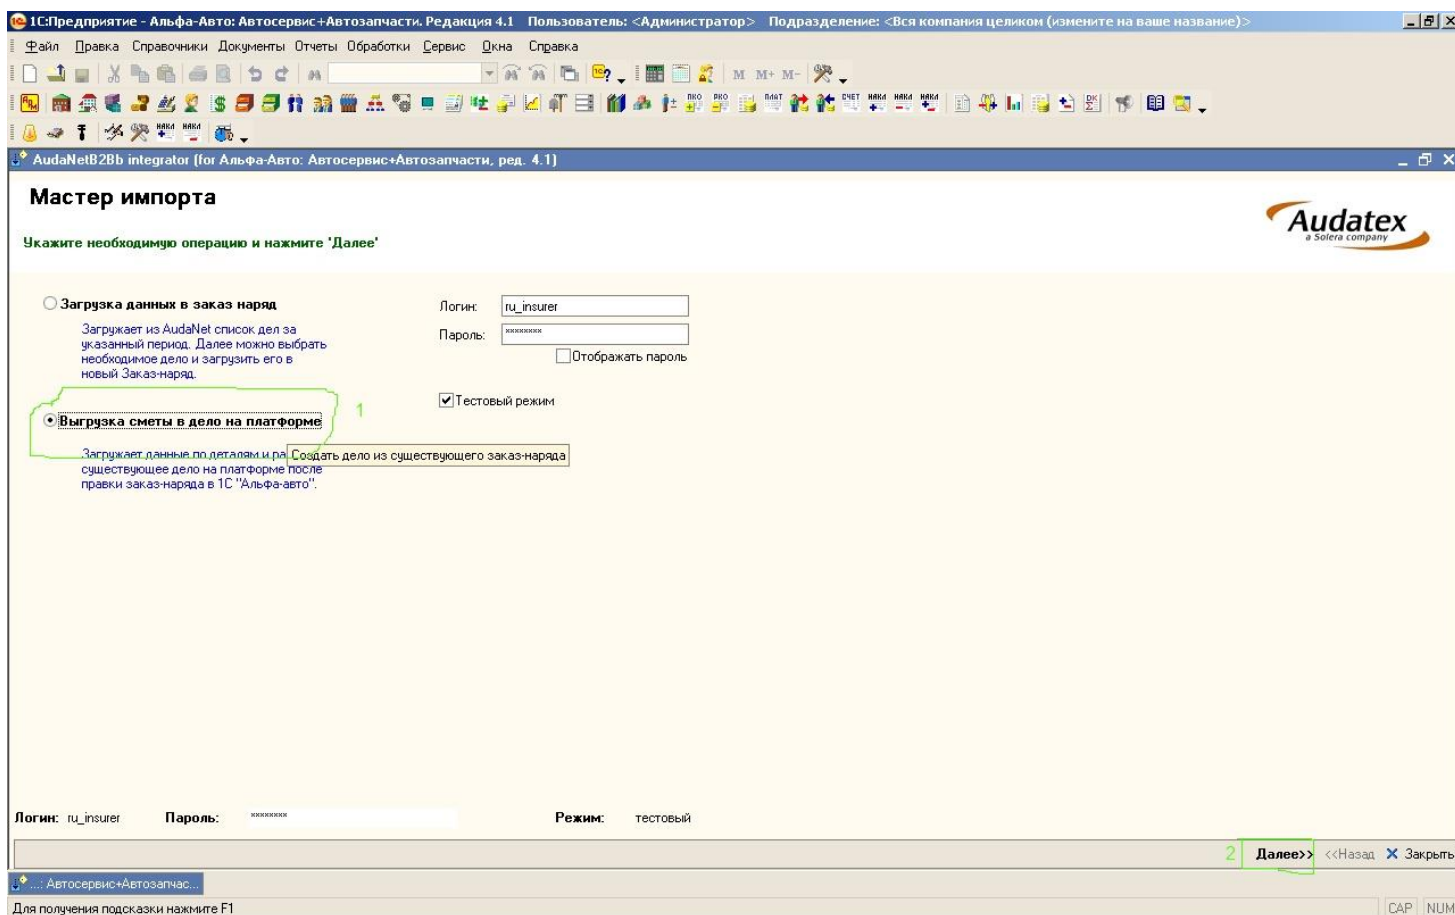 1С:Предприятие - Альфа-Авто: Автосервис+Автозапчасти. Редакция 4.1 Пользователь: <Администратор> Подразделение: <Вся компания целиком (измените на ваше название)>
Файл Правка Справочники Документы Отчеты Обработки Сервис Окна Справка
M M+ M-
AudaNetB2Bb integrator (for Альфа-Авто: Автосервис+Автозапчасти, ред. 4.1)
Мастер импорта
Audatex
a Solera company
Укажите необходимую операцию и нажмите 'Далее'
Загрузка данных в заказ наряд
Загружает из AudaNet список дел за
указанный период. Далее можно выбрать
необходимое дело и загрузить его в
новый Заказ-наряд.
Логин: ru_insurer
Пароль: ********
Отображать пароль
Тестовый режим
1
Выгрузка сметы в дело на платформе
Загружает данные по деталям и ра
Создать дело из существующего заказ-наряда
существующее дело на платформе после
правки заказ-наряда в 1С "Альфа-авто".
Логин: ru_insurer Пароль: ******** Режим: тестовый
2 Далее>> <<Назад Закрыть
...: Автосервис+Автозапчас...
Для получения подсказки нажмите F1 CAP NUM